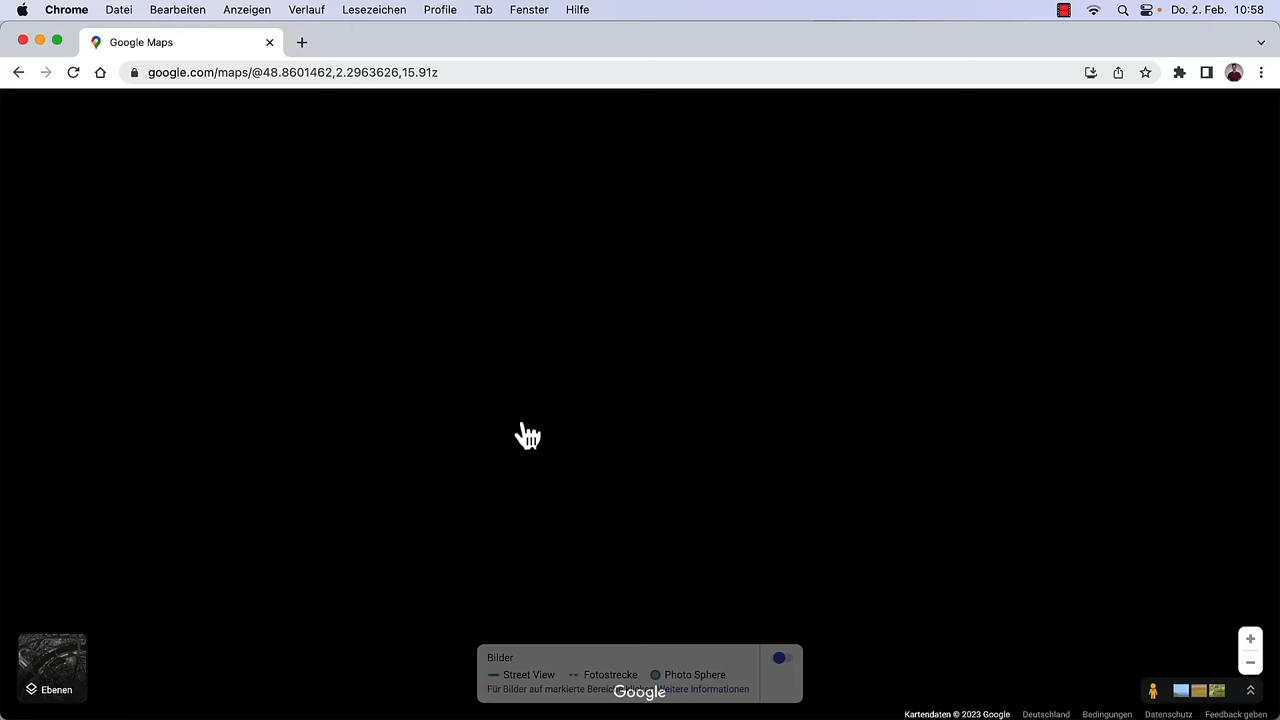 Chrome Datei Bearbeiten Anzeigen Verlauf Lesezeichen Profile Tab Fenster Hilfe Do. 2. Feb. 10:58
Google Maps
google.com/maps/@48.8601462,2.2963626,15.91z
Bilder
Street View Fotostrecke Photo Sphere
Für Bilder auf markierte Weitere Informationen
Google
Ebenen
Kartendaten © 2023 Google Deutschland Bedingungen Datenschutz Feedback geben